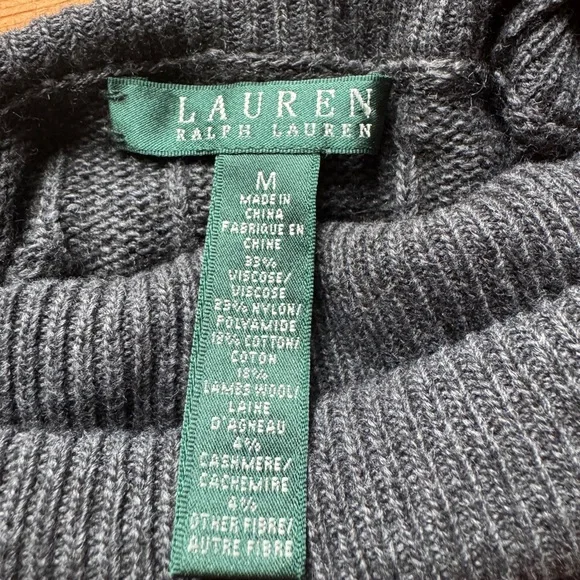 LAUREN
RALPH LAUREN
M
MADE IN
CHINA
FABRIQUE EN
CHINE
33%
VISCOSE/
VISCOSE
23% NYLON/
POLYAMIDE
18% COTTON/
COTON
18%
LAMBS WOOL/
LAINE
D'AGNEAU
4%
CASHMERE/
CACHEMIRE
4%
OTHER FIBRE/
AUTRE FIBRE